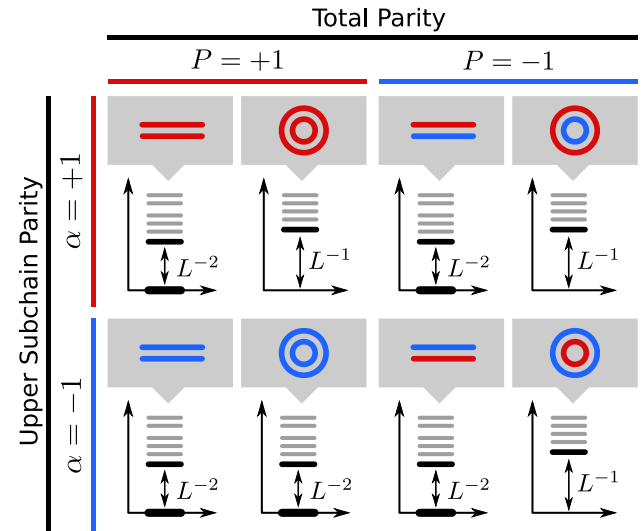 Total Parity
P = +1
P = −1
Upper Subchain Parity
α = +1
L⁻²
L⁻¹
L⁻²
L⁻¹
α = −1
L⁻²
L⁻²
L⁻²
L⁻¹